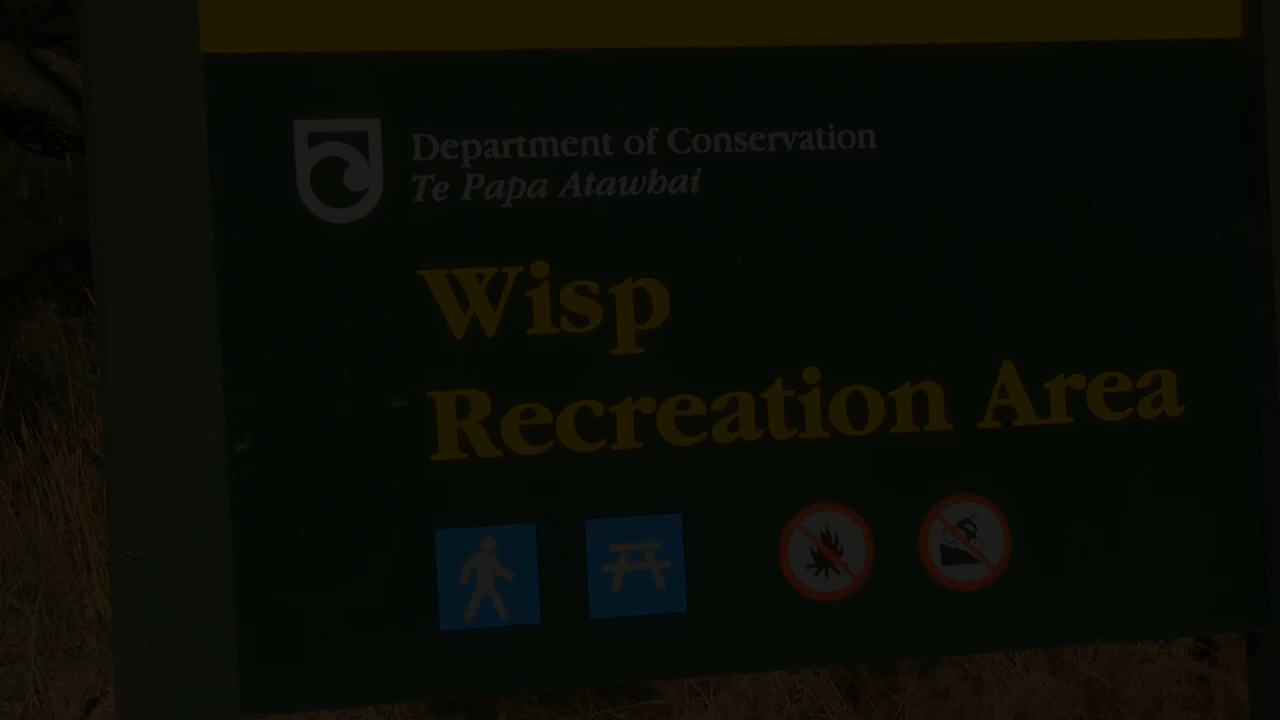 Department of Conservation
Te Papa Atawhai
Wisp
Recreation Area